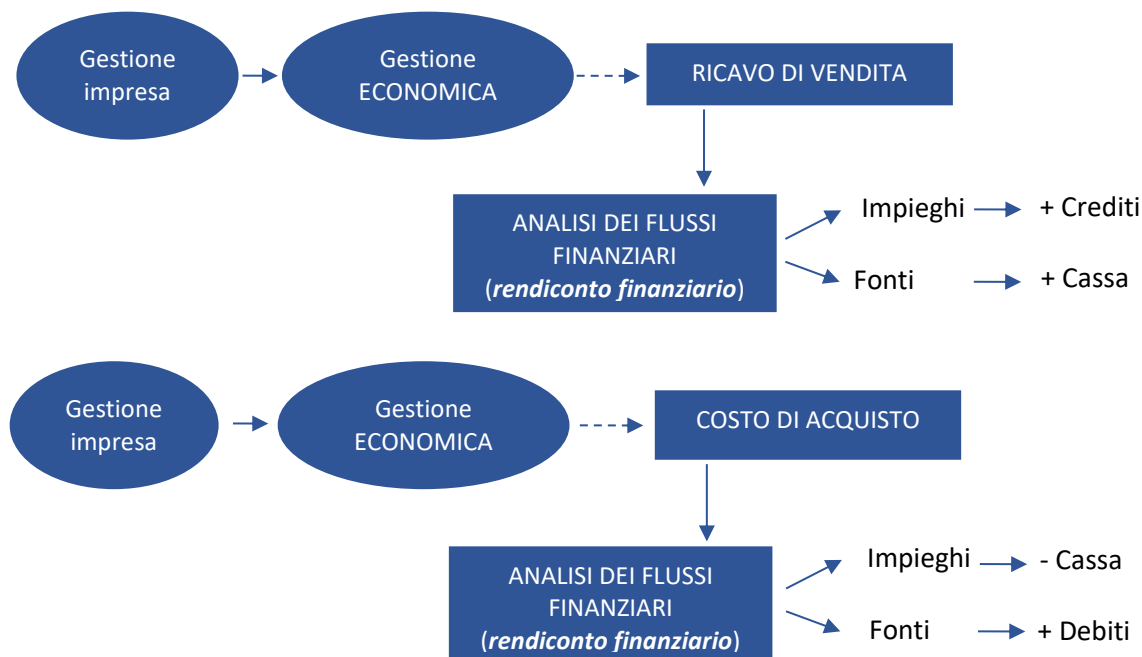 Gestione
impresa
Gestione
ECONOMICA
RICAVO DI VENDITA
ANALISI DEI FLUSSI
FINANZIARI
(rendiconto finanziario)
Impieghi
+ Crediti
Fonti
+ Cassa
Gestione
impresa
Gestione
ECONOMICA
COSTO DI ACQUISTO
ANALISI DEI FLUSSI
FINANZIARI
(rendiconto finanziario)
Impieghi
- Cassa
Fonti
+ Debiti